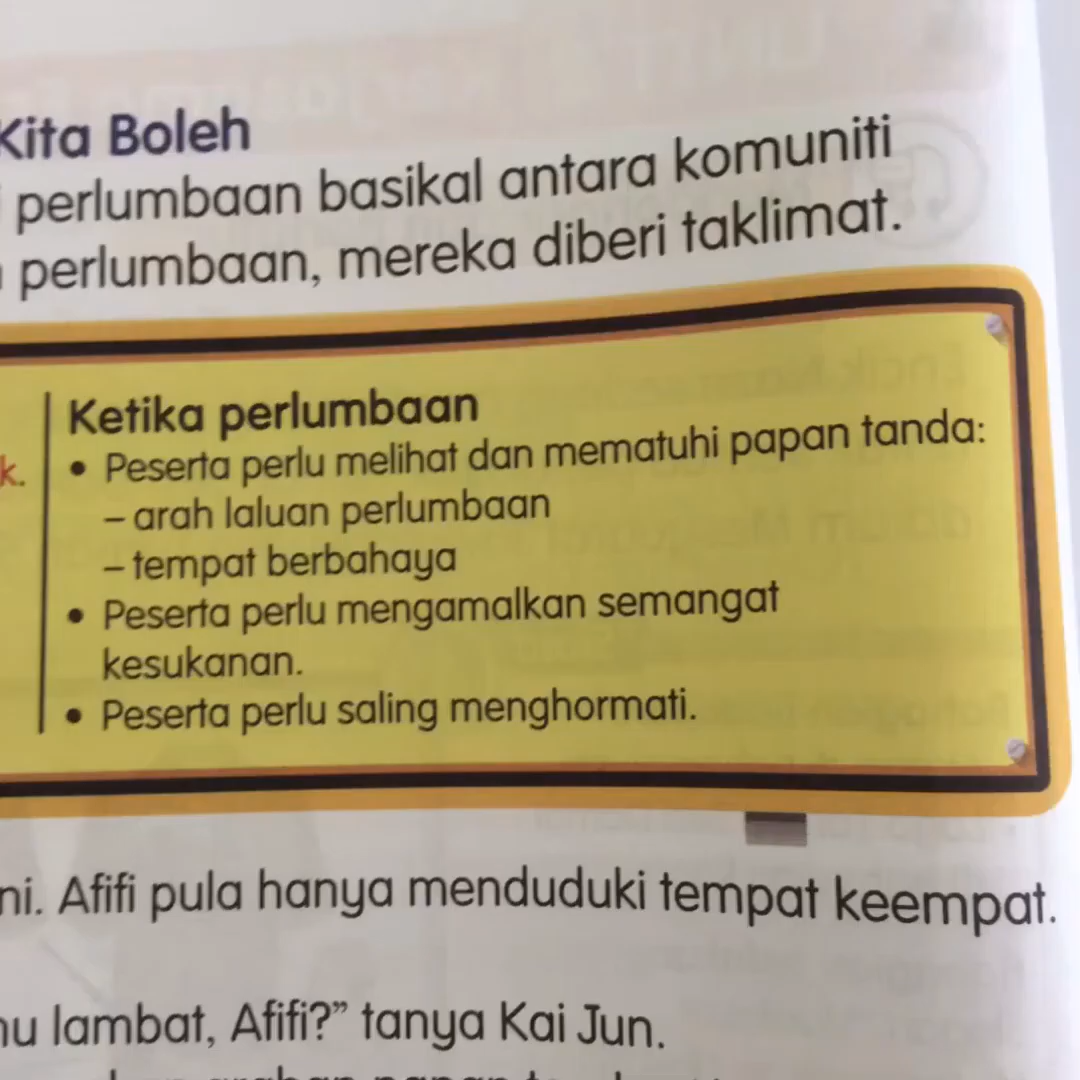 Kita Boleh
perlumbaan basikal antara komuniti
perlumbaan, mereka diberi taklimat.
Ketika perlumbaan
k.
• Peserta perlu melihat dan mematuhi papan tanda:
– arah laluan perlumbaan
– tempat berbahaya
• Peserta perlu mengamalkan semangat
kesukanan.
• Peserta perlu saling menghormati.
ni. Afifi pula hanya menduduki tempat keempat.
lambat, Afifi?” tanya Kai Jun.